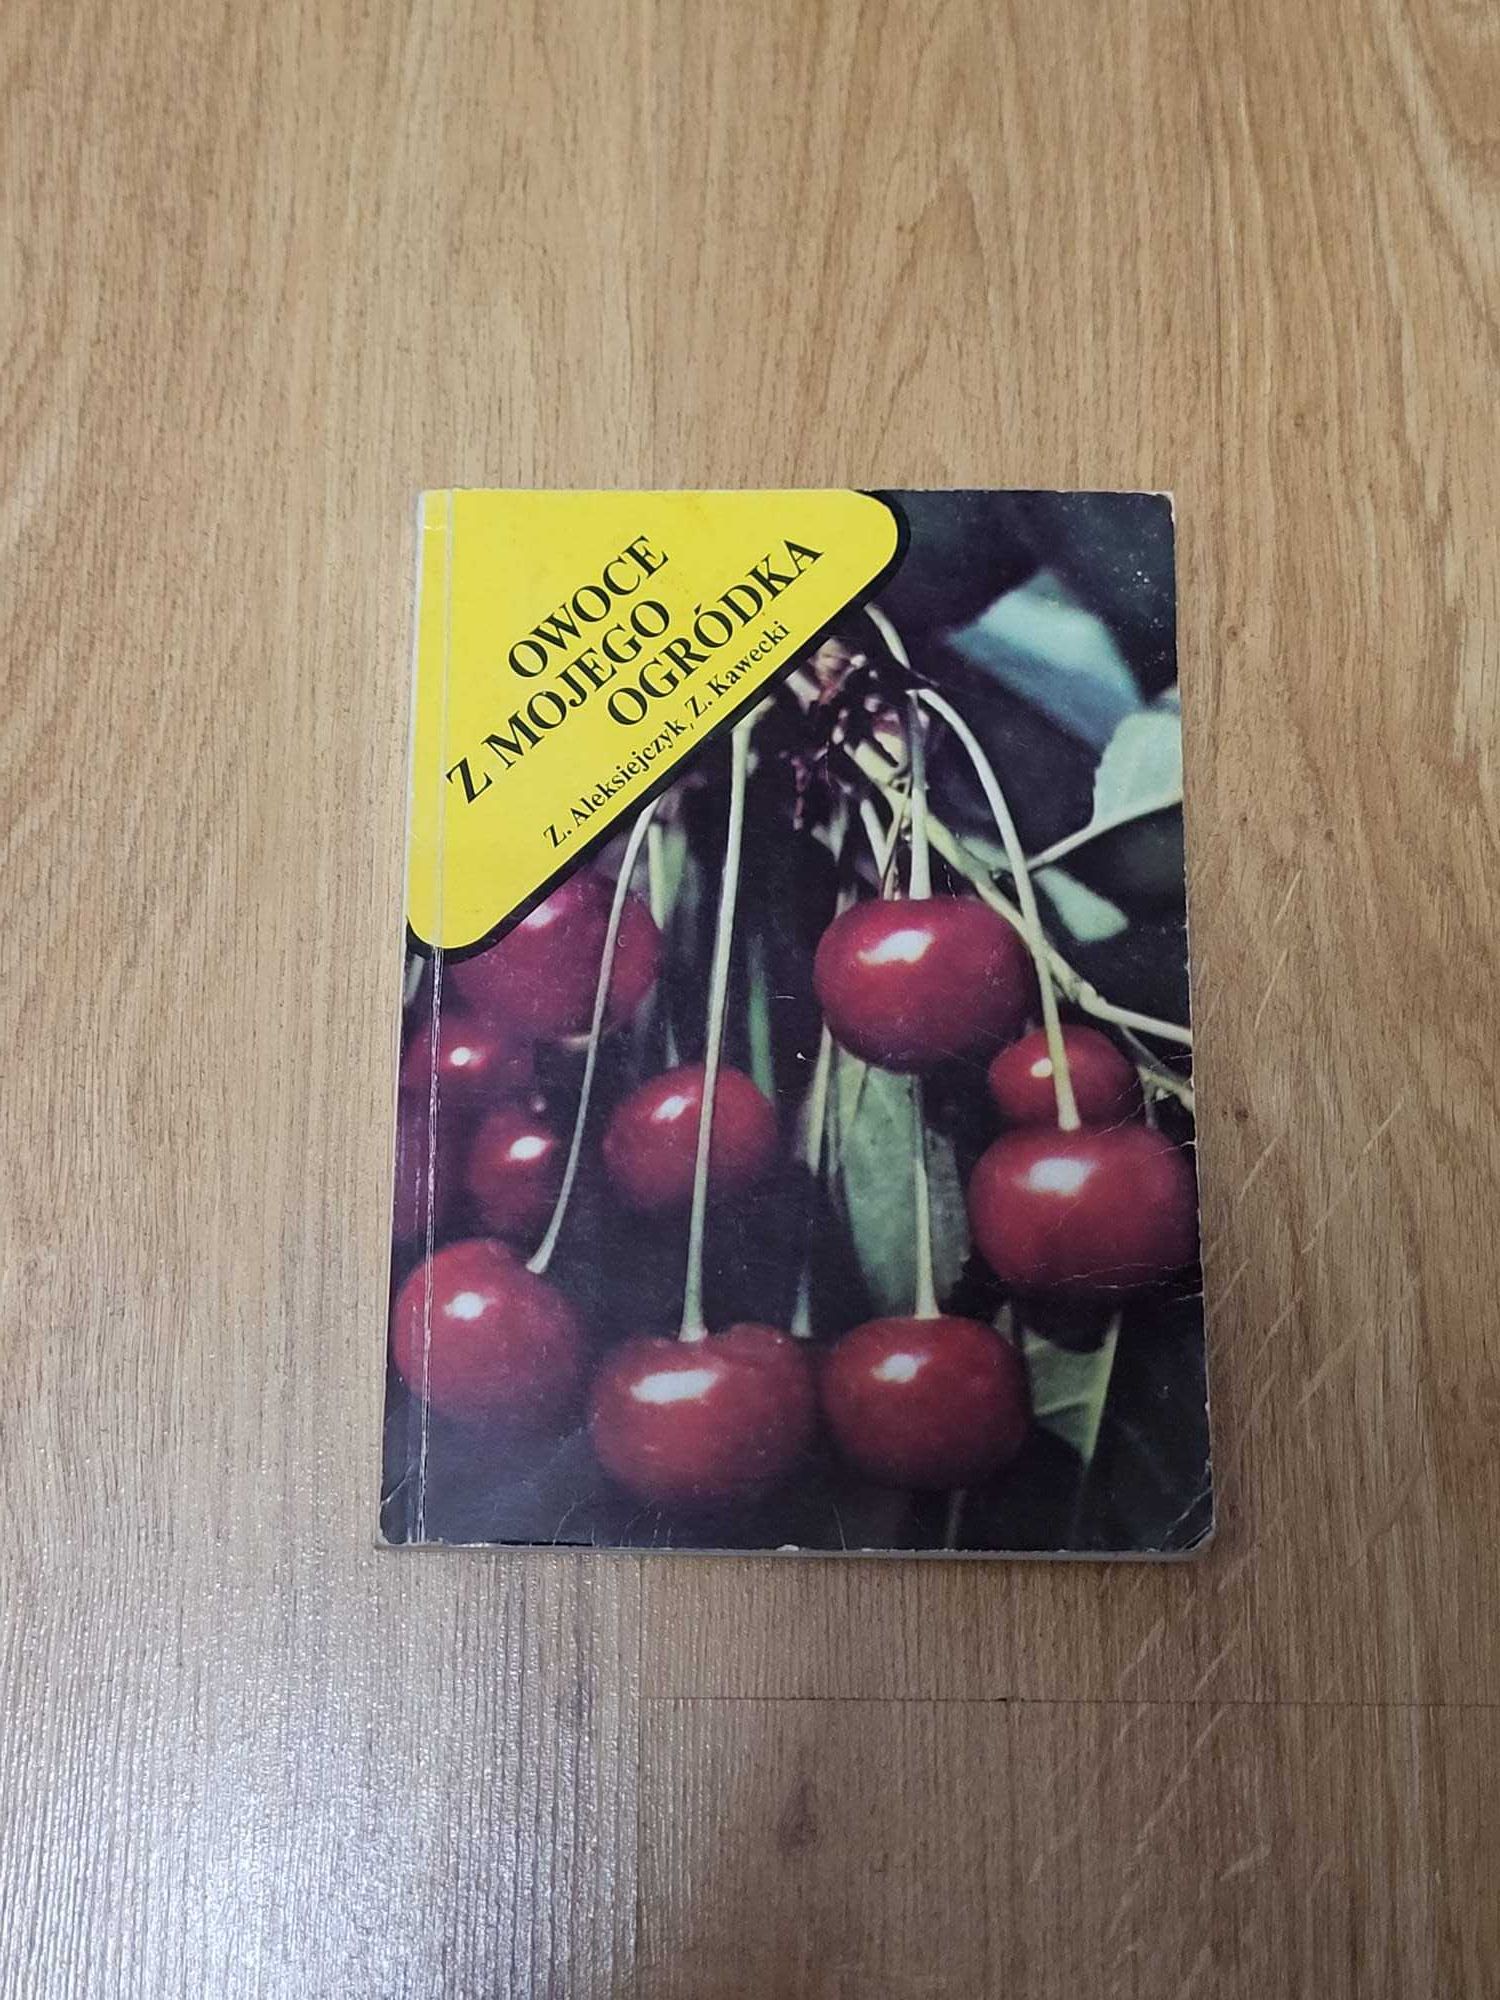 OWOCE
Z MOJEGO
OGRÓDKA
Z. Aleksiejczyk, Z. Kawecki